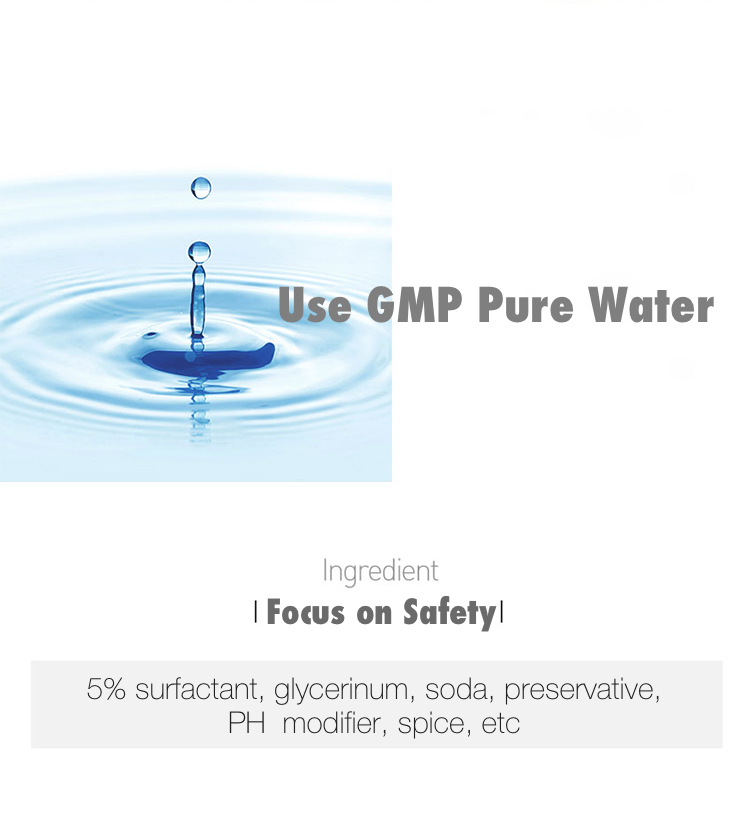 Use GMP Pure Water
Ingredient
| Focus on Safety|
5% surfactant, glycerinum, soda, preservative,
PH modifier, spice, etc